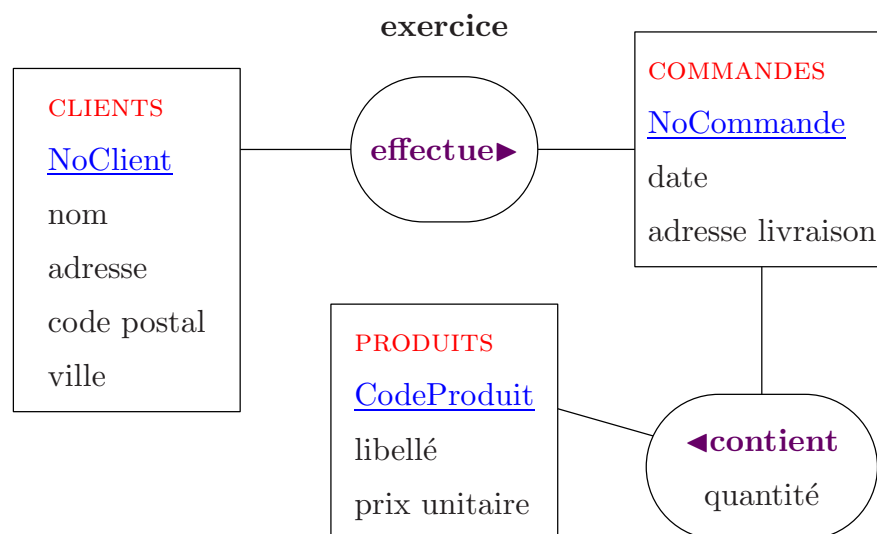 exercice
CLIENTS
NoClient
nom
adresse
code postal
ville
effectue▶
COMMANDES
NoCommande
date
adresse livraison
PRODUITS
CodeProduit
libellé
prix unitaire
◀contient
quantité